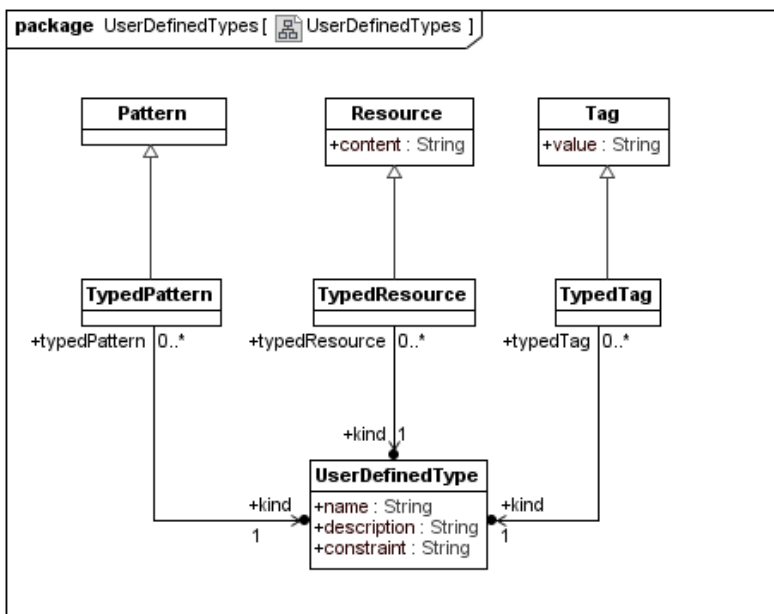 package UserDefinedTypes [ UserDefinedTypes ]
Pattern
Resource
+content : String
Tag
+value : String
TypedPattern
TypedResource
TypedTag
+typedPattern 0..*
+typedResource 0..*
+typedTag 0..*
+kind 1
UserDefinedType
+name : String
+description : String
+constraint : String
+kind
1
+kind
1